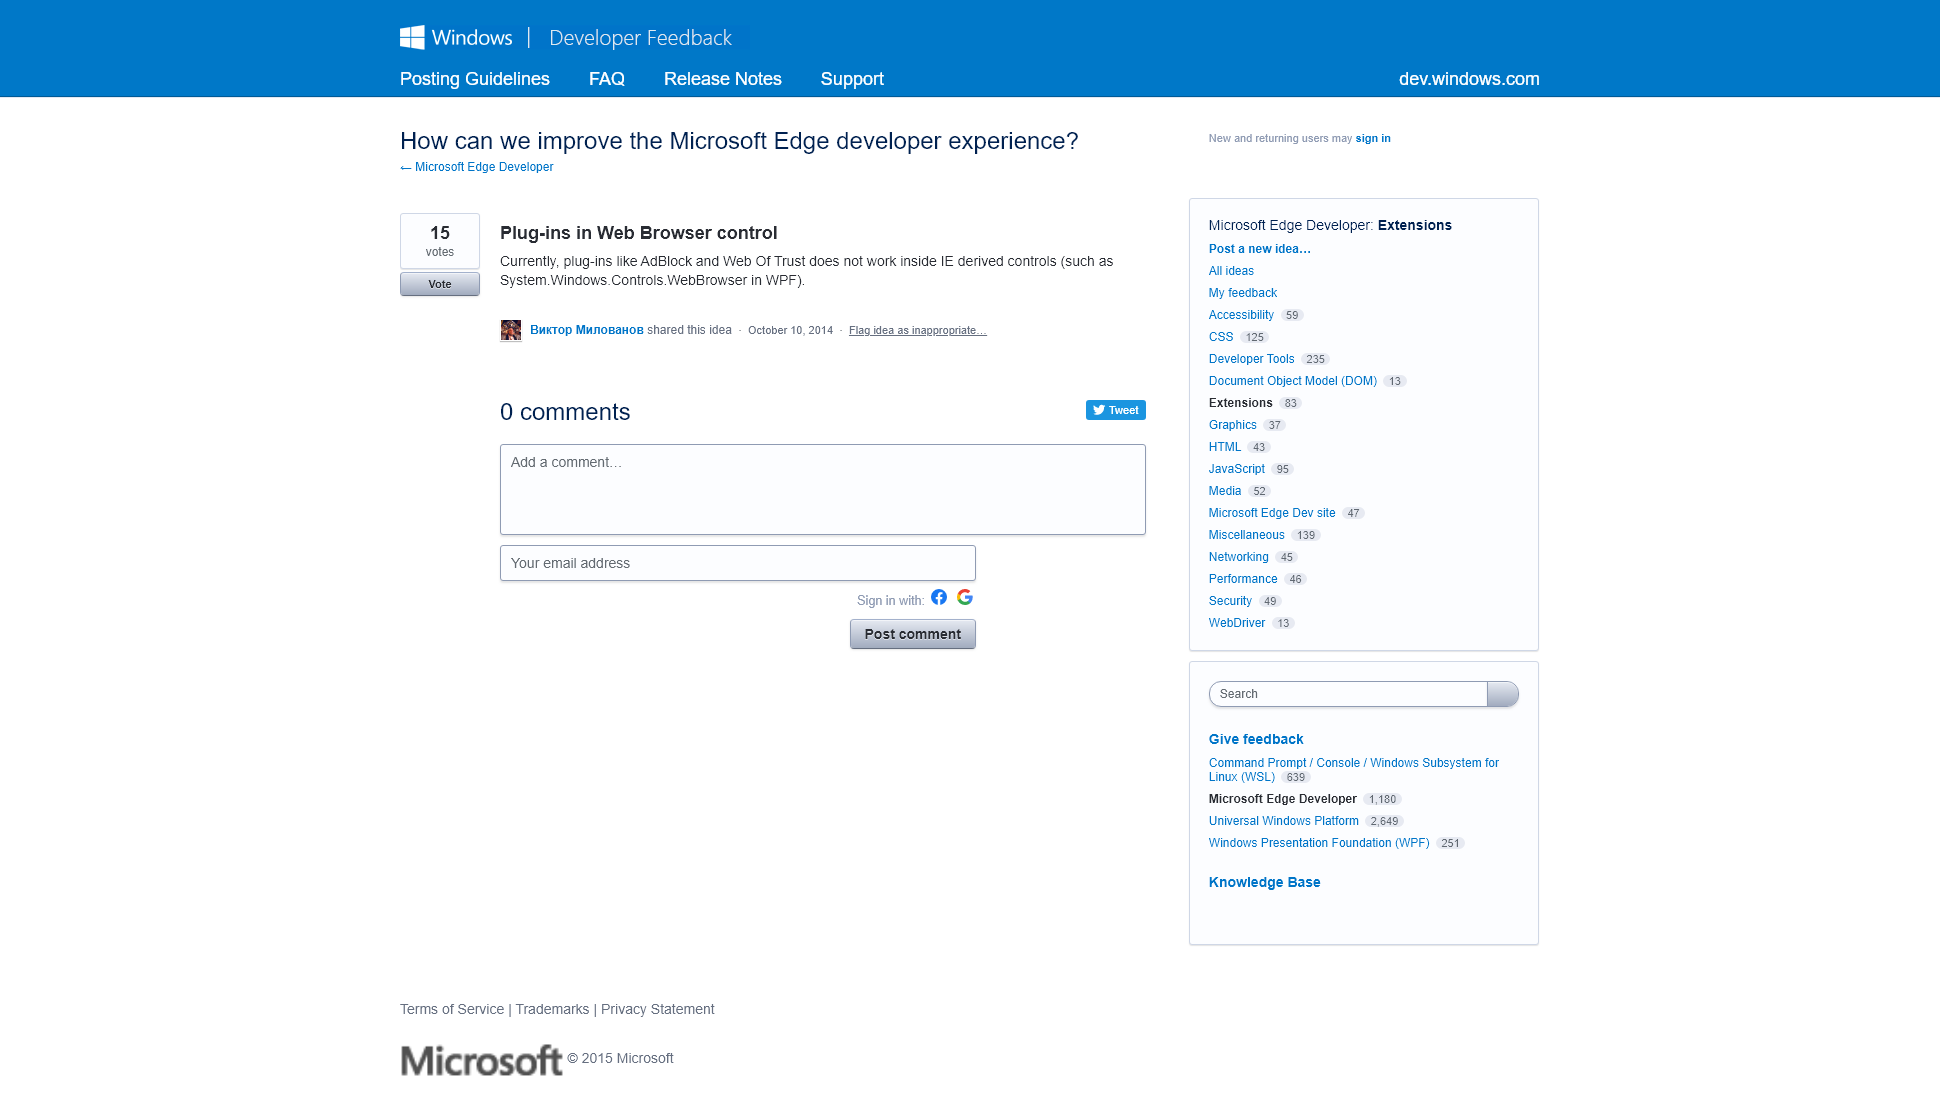 Windows | Developer Feedback
Posting Guidelines FAQ Release Notes Support dev.windows.com
How can we improve the Microsoft Edge developer experience?
← Microsoft Edge Developer
New and returning users may sign in
15
votes
Vote
Plug-ins in Web Browser control
Currently, plug-ins like AdBlock and Web Of Trust does not work inside IE derived controls (such as
System.Windows.Controls.WebBrowser in WPF).
Виктор Милованов shared this idea · October 10, 2014 · Flag idea as inappropriate…
0 comments
Tweet
Add a comment…
Your email address
Sign in with:
Post comment
Microsoft Edge Developer: Extensions
Post a new idea…
All ideas
My feedback
Accessibility 59
CSS 125
Developer Tools 235
Document Object Model (DOM) 13
Extensions 83
Graphics 37
HTML 43
JavaScript 95
Media 52
Microsoft Edge Dev site 47
Miscellaneous 139
Networking 45
Performance 46
Security 49
WebDriver 13
Search
Give feedback
Command Prompt / Console / Windows Subsystem for
Linux (WSL) 639
Microsoft Edge Developer 1,180
Universal Windows Platform 2,649
Windows Presentation Foundation (WPF) 251
Knowledge Base
Terms of Service | Trademarks | Privacy Statement
Microsoft © 2015 Microsoft